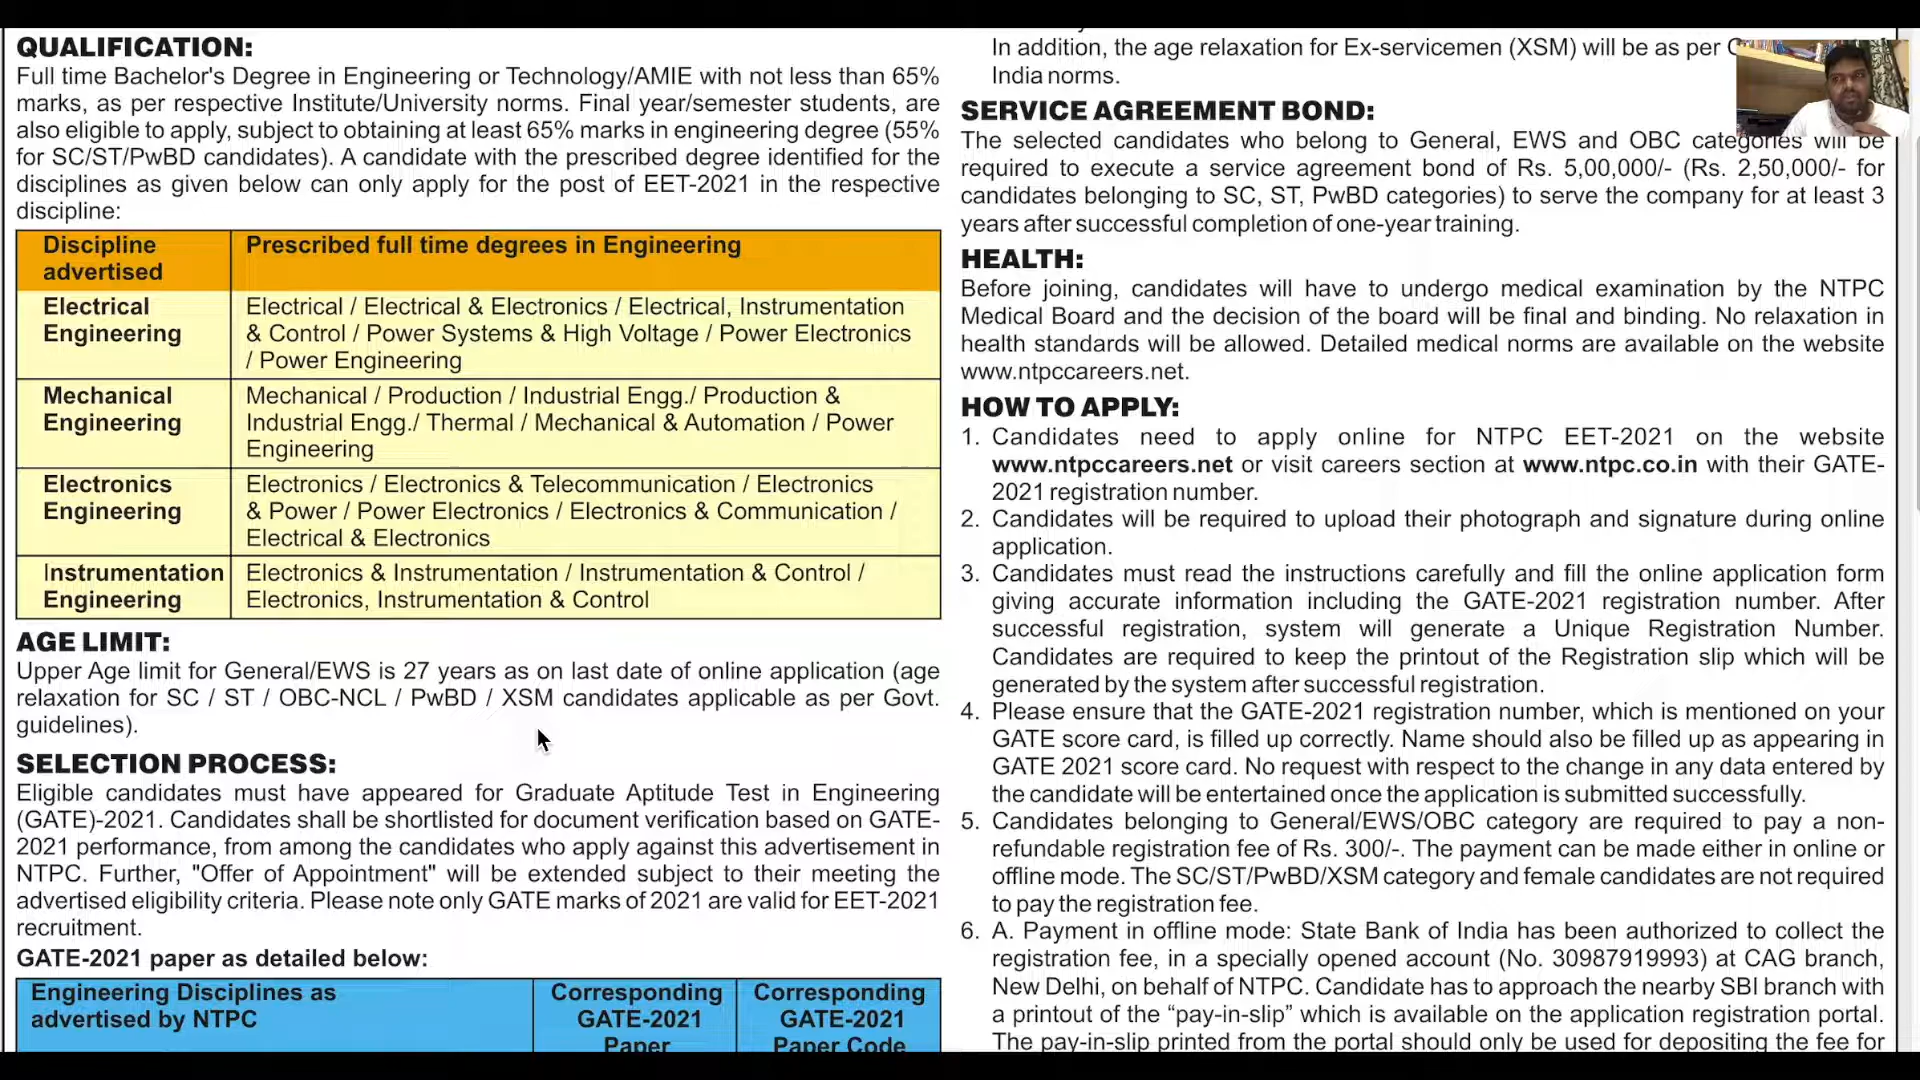 QUALIFICATION:
Full time Bachelor's Degree in Engineering or Technology/AMIE with not less than 65%
marks, as per respective Institute/University norms. Final year/semester students, are
also eligible to apply, subject to obtaining at least 65% marks in engineering degree (55%
for SC/ST/PwBD candidates). A candidate with the prescribed degree identified for the
disciplines as given below can only apply for the post of EET-2021 in the respective
discipline:
Discipline
advertised
Prescribed full time degrees in Engineering
Electrical
Engineering
Electrical / Electrical & Electronics / Electrical, Instrumentation
& Control / Power Systems & High Voltage / Power Electronics
/ Power Engineering
Mechanical
Engineering
Mechanical / Production / Industrial Engg./ Production &
Industrial Engg./ Thermal / Mechanical & Automation / Power
Engineering
Electronics
Engineering
Electronics / Electronics & Telecommunication / Electronics
& Power / Power Electronics / Electronics & Communication /
Electrical & Electronics
Instrumentation
Engineering
Electronics & Instrumentation / Instrumentation & Control /
Electronics, Instrumentation & Control
AGE LIMIT:
Upper Age limit for General/EWS is 27 years as on last date of online application (age
relaxation for SC / ST / OBC-NCL / PwBD / XSM candidates applicable as per Govt.
guidelines).
SELECTION PROCESS:
Eligible candidates must have appeared for Graduate Aptitude Test in Engineering
(GATE)-2021. Candidates shall be shortlisted for document verification based on GATE-
2021 performance, from among the candidates who apply against this advertisement in
NTPC. Further, "Offer of Appointment" will be extended subject to their meeting the
advertised eligibility criteria. Please note only GATE marks of 2021 are valid for EET-2021
recruitment.
GATE-2021 paper as detailed below:
Engineering Disciplines as
advertised by NTPC
Corresponding
GATE-2021
Paper
Corresponding
GATE-2021
Paper Code
In addition, the age relaxation for Ex-servicemen (XSM) will be as per
India norms.
SERVICE AGREEMENT BOND:
The selected candidates who belong to General, EWS and OBC categories will be
required to execute a service agreement bond of Rs. 5,00,000/- (Rs. 2,50,000/- for
candidates belonging to SC, ST, PwBD categories) to serve the company for at least 3
years after successful completion of one-year training.
HEALTH:
Before joining, candidates will have to undergo medical examination by the NTPC
Medical Board and the decision of the board will be final and binding. No relaxation in
health standards will be allowed. Detailed medical norms are available on the website
www.ntpccareers.net.
HOW TO APPLY:
1. Candidates need to apply online for NTPC EET-2021 on the website
www.ntpccareers.net or visit careers section at www.ntpc.co.in with their GATE-
2021 registration number.
2. Candidates will be required to upload their photograph and signature during online
application.
3. Candidates must read the instructions carefully and fill the online application form
giving accurate information including the GATE-2021 registration number. After
successful registration, system will generate a Unique Registration Number.
Candidates are required to keep the printout of the Registration slip which will be
generated by the system after successful registration.
4. Please ensure that the GATE-2021 registration number, which is mentioned on your
GATE score card, is filled up correctly. Name should also be filled up as appearing in
GATE 2021 score card. No request with respect to the change in any data entered by
the candidate will be entertained once the application is submitted successfully.
5. Candidates belonging to General/EWS/OBC category are required to pay a non-
refundable registration fee of Rs. 300/-. The payment can be made either in online or
offline mode. The SC/ST/PwBD/XSM category and female candidates are not required
to pay the registration fee.
6. A. Payment in offline mode: State Bank of India has been authorized to collect the
registration fee, in a specially opened account (No. 30987919993) at CAG branch,
New Delhi, on behalf of NTPC. Candidate has to approach the nearby SBI branch with
a printout of the “pay-in-slip” which is available on the application registration portal.
The pay-in-slip printed from the portal should only be used for depositing the fee for